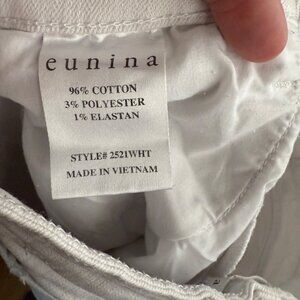 eunina
96% COTTON
3% POLYESTER
1% ELASTAN
STYLE# 2521WHT
MADE IN VIETNAM